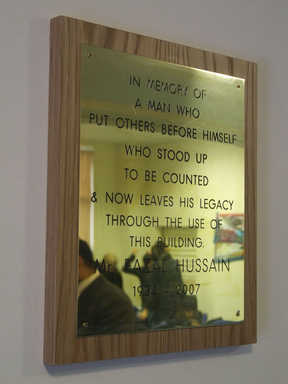 IN MEMORY OF
A MAN WHO
PUT OTHERS BEFORE HIMSELF
WHO STOOD UP
TO BE COUNTED
& NOW LEAVES HIS LEGACY
THROUGH THE USE OF
THIS BUILDING.
Mr. HUSSAIN
2007